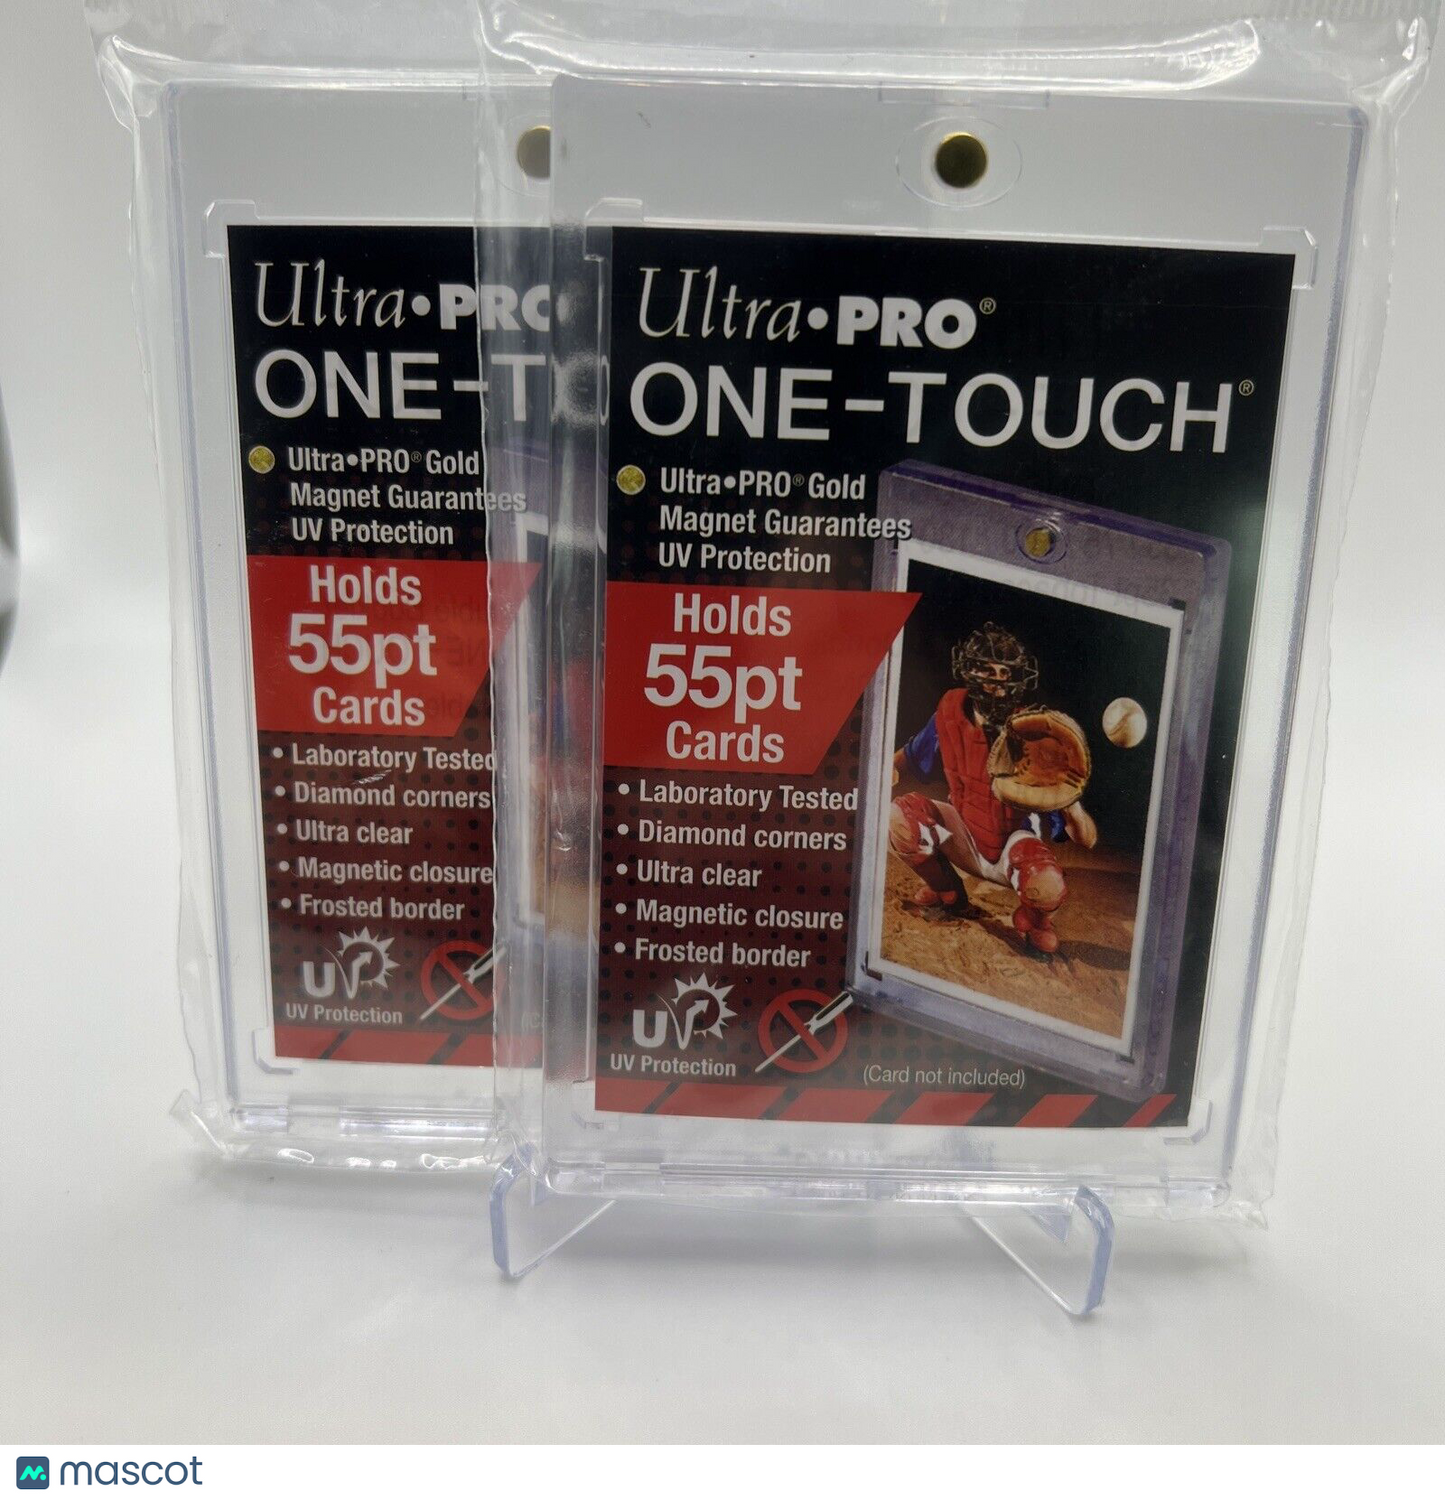 Ultra•PRO
ONE-T
Ultra•PRO® Gold
Magnet Guarantees
UV Protection
Holds
55pt
Cards
• Laboratory Tested
• Diamond corners
• Ultra clear
• Magnetic closure
• Frosted border
UV
UV Protection
Ultra•PRO®
ONE-TOUCH®
Ultra•PRO® Gold
Magnet Guarantees
UV Protection
Holds
55pt
Cards
• Laboratory Tested
• Diamond corners
• Ultra clear
• Magnetic closure
• Frosted border
UV
UV Protection
(Card not included)
mascot